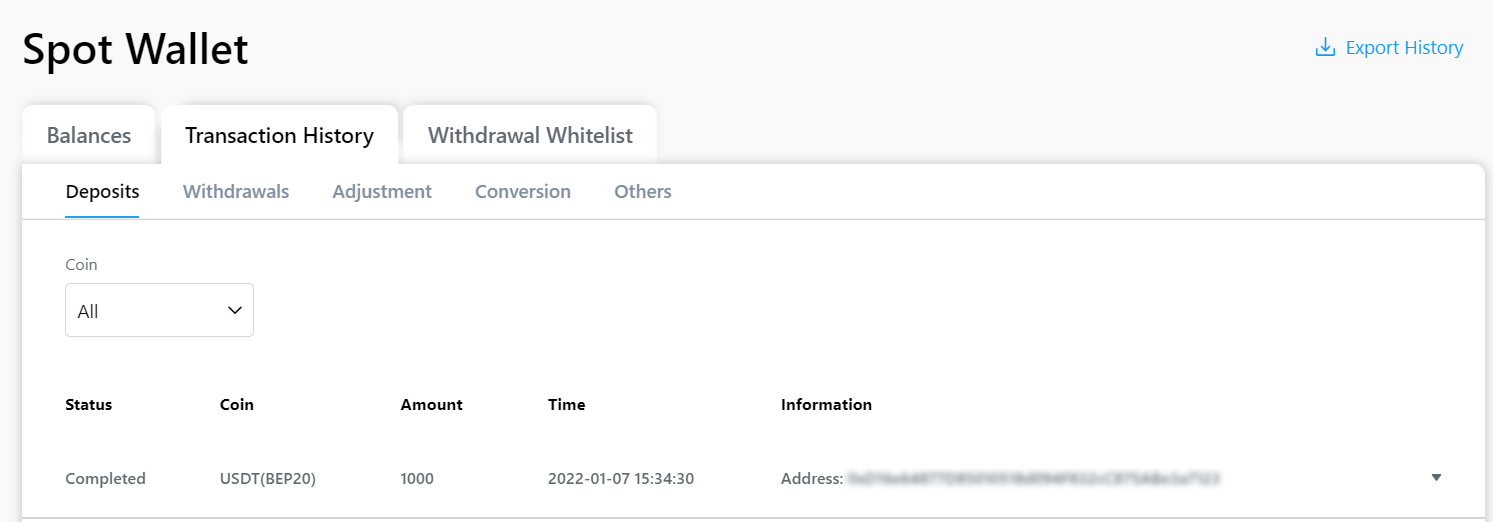 Spot Wallet
Export History
Balances Transaction History Withdrawal Whitelist
Deposits Withdrawals Adjustment Conversion Others
Coin
All
Status Coin Amount Time Information
Completed USDT(BEP20) 1000 2022-01-07 15:34:30 Address: